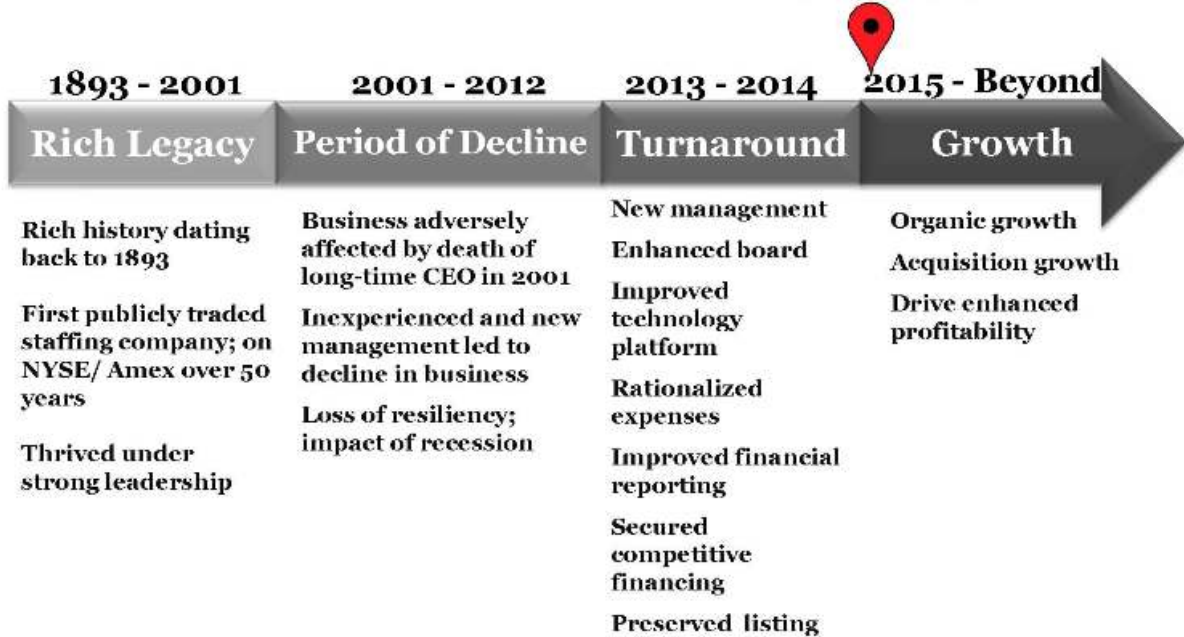 1893 - 2001
Rich Legacy
Rich history dating
back to 1893
First publicly traded
staffing company; on
NYSE/ Amex over 50
years
Thrived under
strong leadership
2001 - 2012
Period of Decline
Business adversely
affected by death of
long-time CEO in 2001
Inexperienced and new
management led to
decline in business
Loss of resiliency;
impact of recession
2013 - 2014
Turnaround
New management
Enhanced board
Improved
technology
platform
Rationalized
expenses
Improved financial
reporting
Secured
competitive
financing
Preserved listing
2015 - Beyond
Growth
Organic growth
Acquisition growth
Drive enhanced
profitability